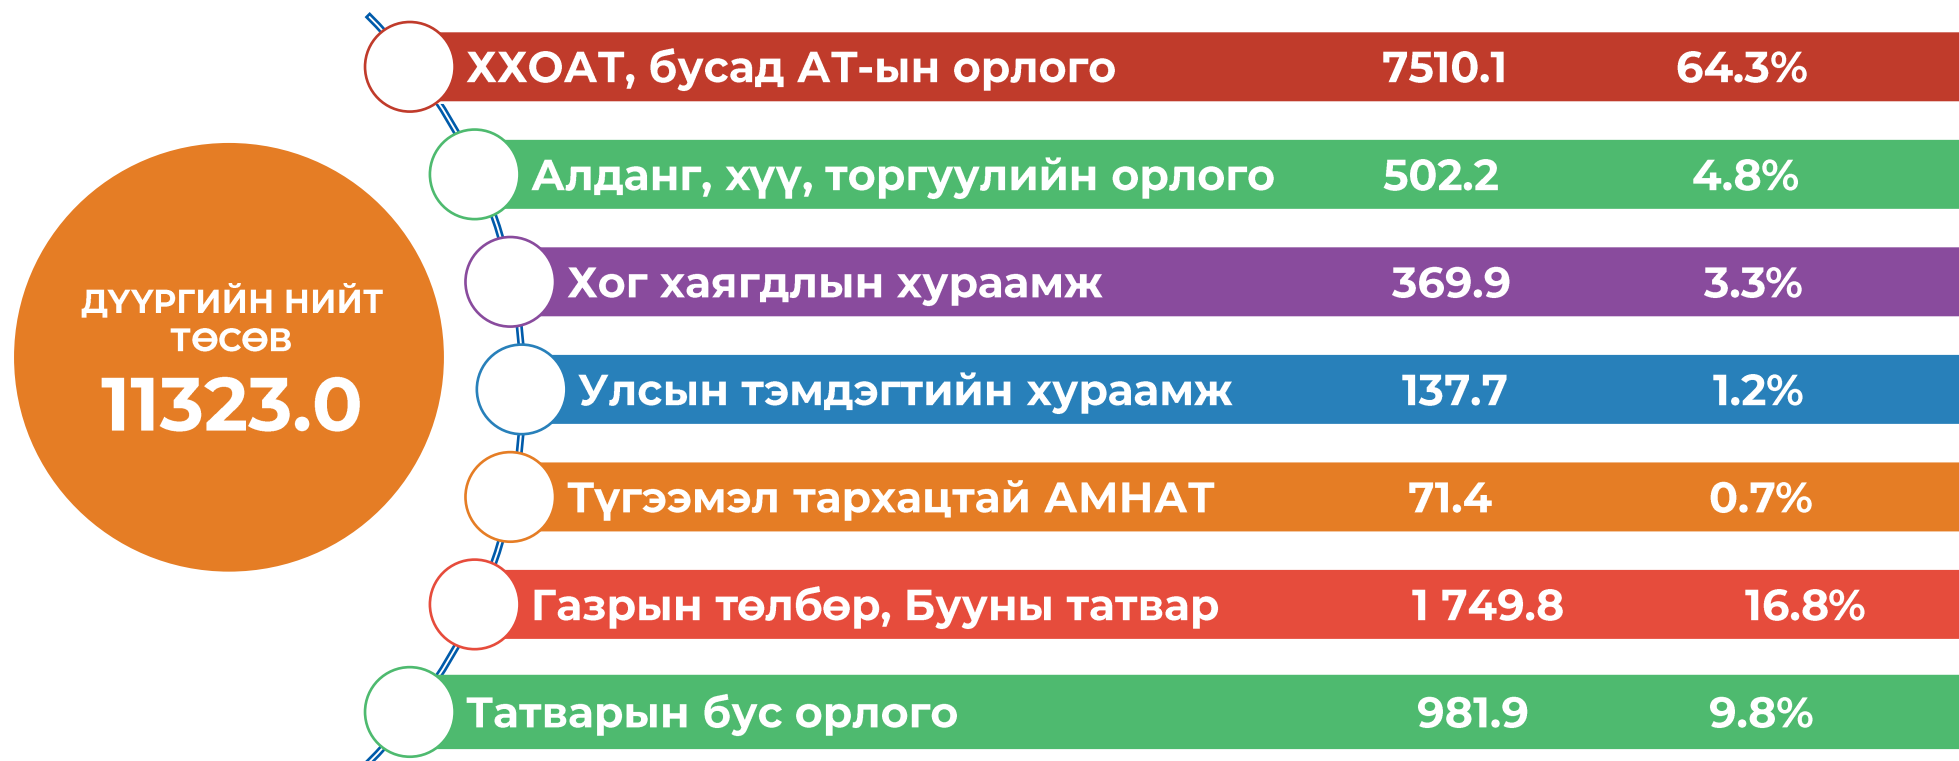 ДҮҮРГИЙН НИЙТ
ТӨСӨВ
11323.0
ХХОАТ, бусад АТ-ын орлого 7510.1 64.3%
Алданг, хүү, торгуулийн орлого 502.2 4.8%
Хог хаягдлын хураамж 369.9 3.3%
Улсын тэмдэгтийн хураамж 137.7 1.2%
Түгээмэл тархацтай АМНАТ 71.4 0.7%
Газрын төлбөр, Бууны татвар 1 749.8 16.8%
Татварын бус орлого 981.9 9.8%